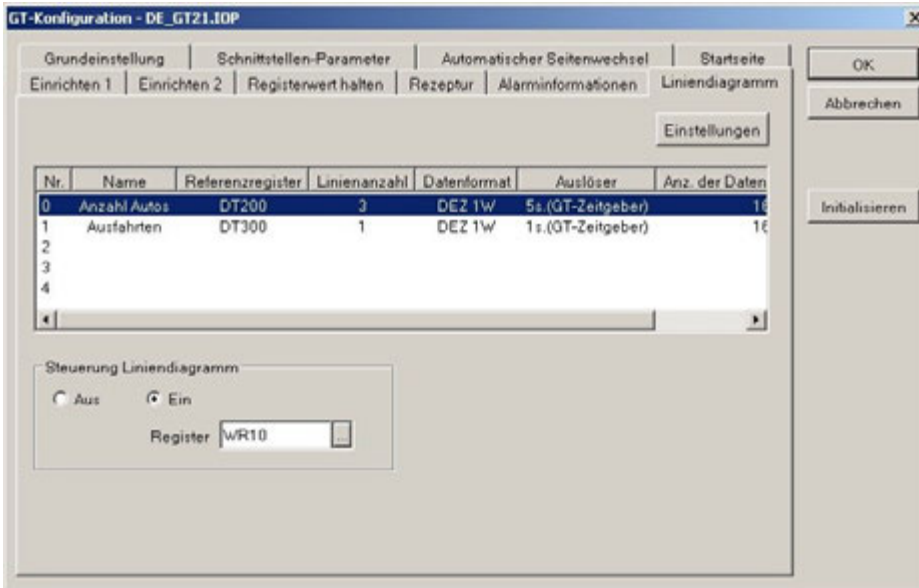 GT-Konfiguration - DE_GT21.IOP
Grundeinstellung Schnittstellen-Parameter Automatischer Seitenwechsel Startseite
Einrichten 1 Einrichten 2 Registerwert halten Rezeptur Alarminformationen Liniendiagramm
OK
Abbrechen
Einstellungen
Nr. Name Referenzregister Linienanzahl Datenformat Auslöser Anz. der Daten
0 Anzahl Autos DT200 3 DEZ 1W 5s.(GT-Zeitgeber) 16
1 Ausfahrten DT300 1 DEZ 1W 1s.(GT-Zeitgeber) 16
2
3
4
Initialisieren
Steuerung Liniendiagramm
Aus Ein
Register WR10 ...